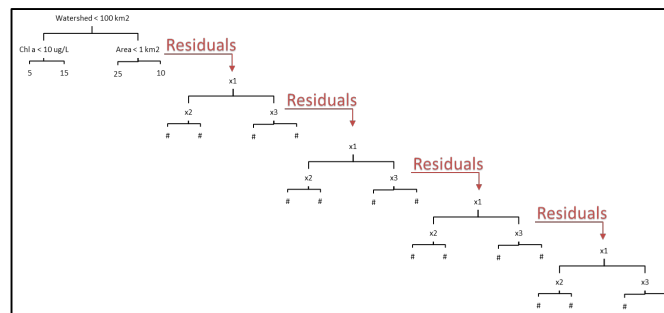 Watershed < 100 km2
Chl a < 10 ug/L
Area < 1 km2
5 15 25 10
Residuals
x1
x2 x3
# # # #
Residuals
x1
x2 x3
# # # #
Residuals
x1
x2 x3
# # # #
Residuals
x1
x2 x3
# # #